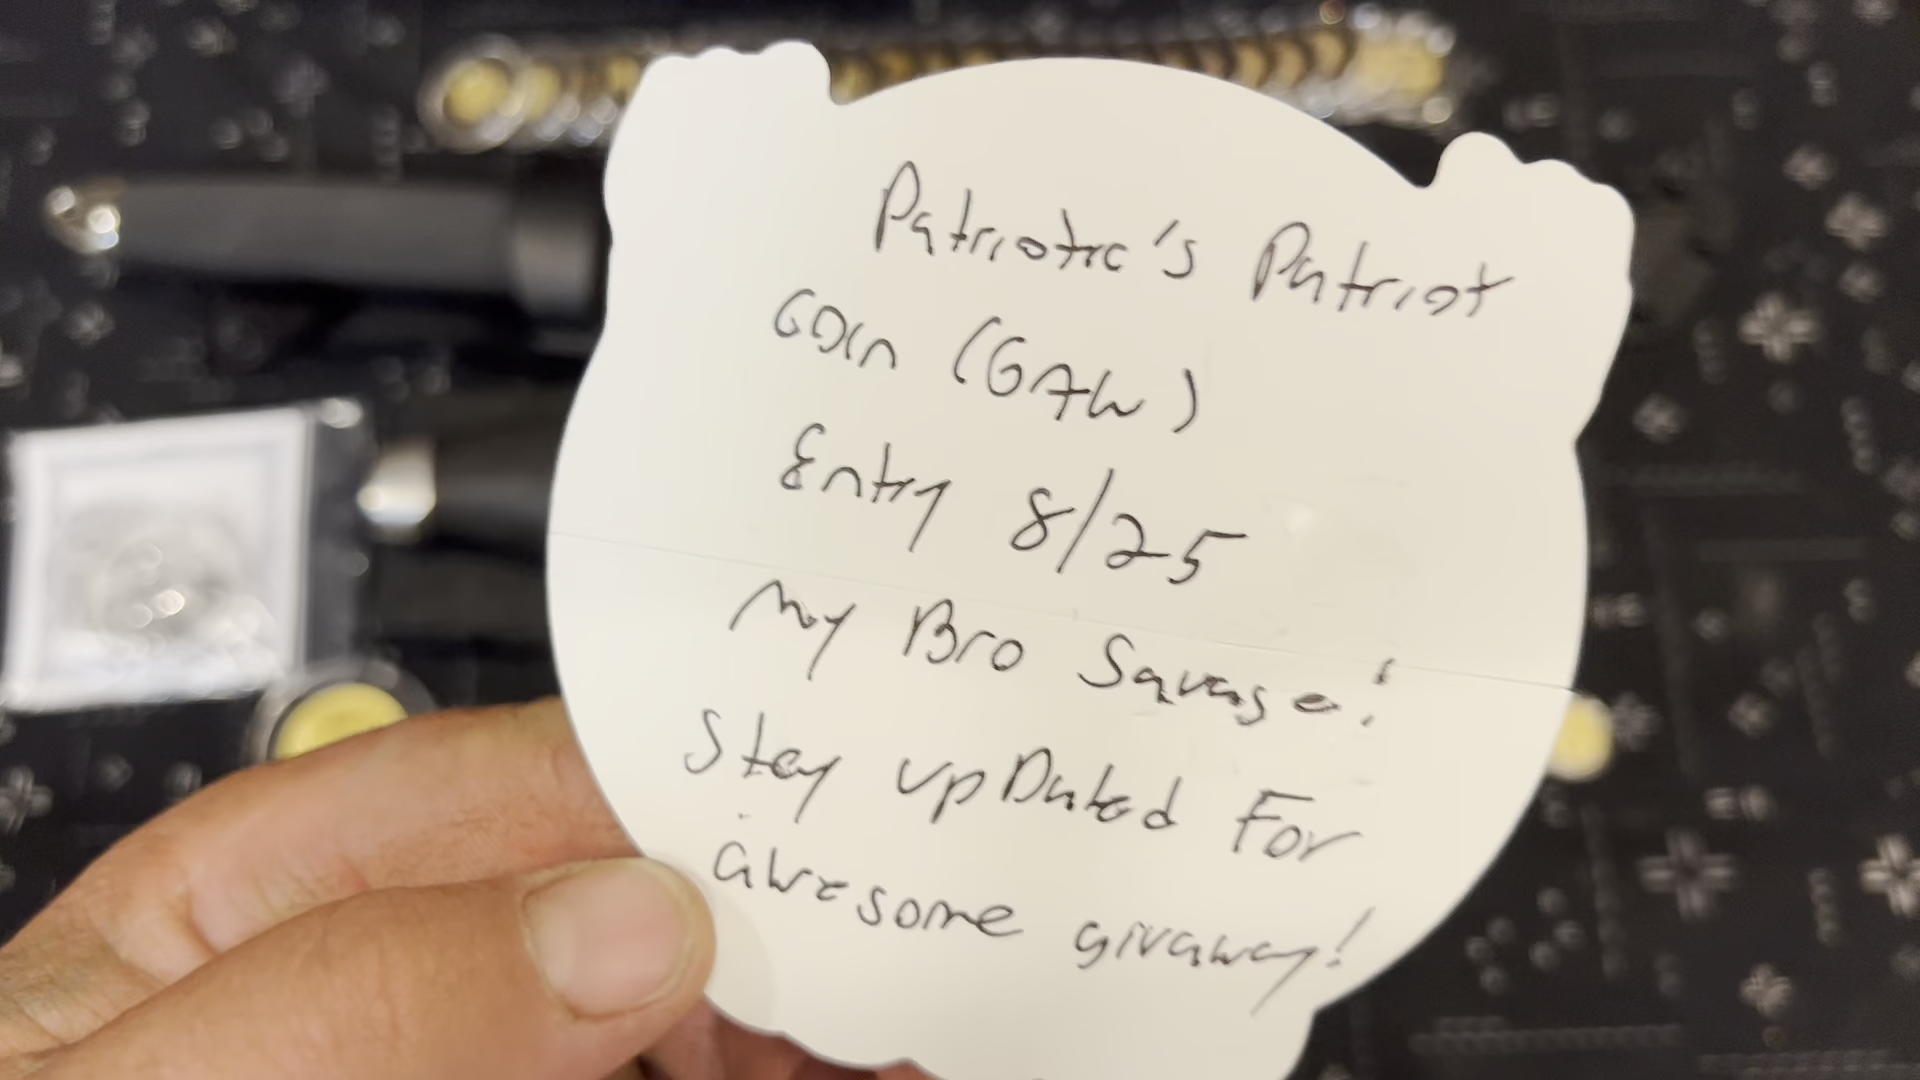 Patriotic's Patriot
Coin (GAW)
Entry 8/25
My Bro Savage!
Stay upDated For
awesome givaway!